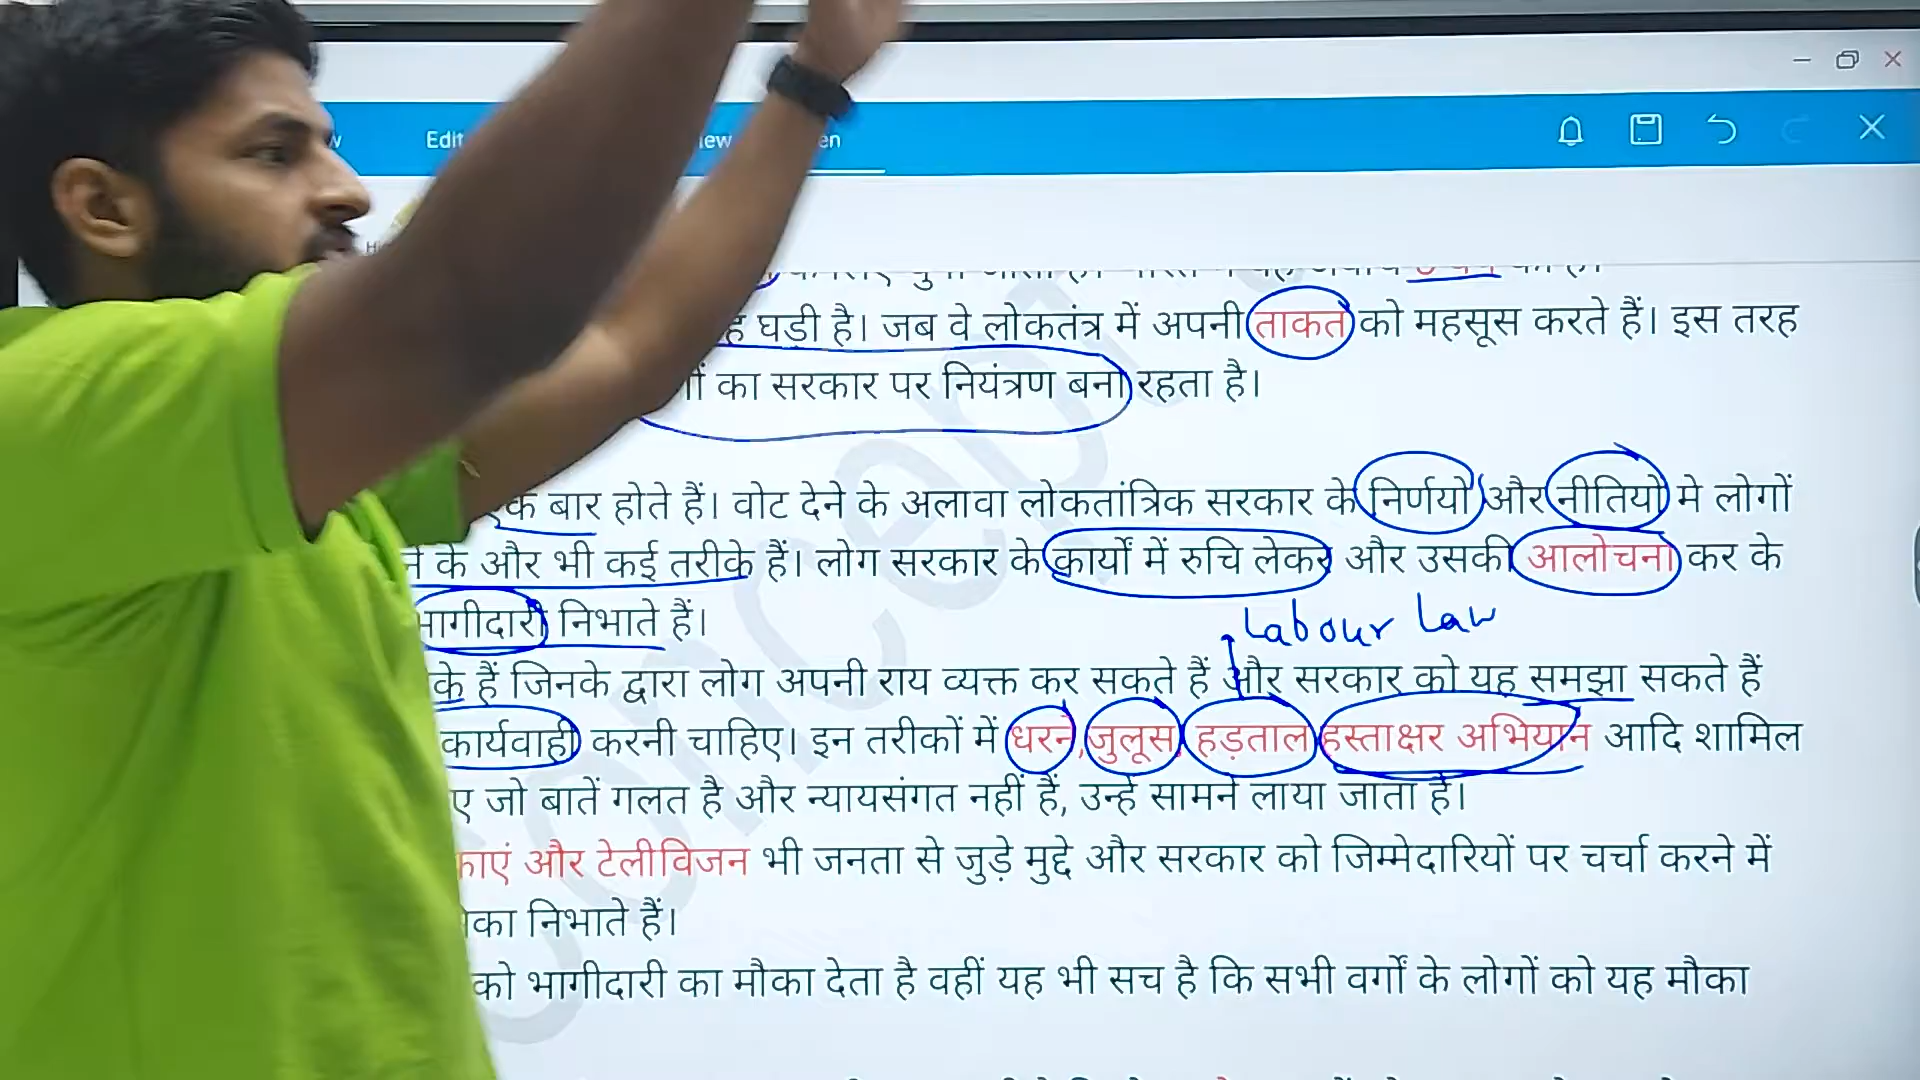 Edit
ह घड़ी है। जब वे लोकतंत्र में अपनी ताकत को महसूस करते हैं। इस तरह
का सरकार पर नियंत्रण बना रहता है।
एक बार होते हैं। वोट देने के अलावा लोकतांत्रिक सरकार के निर्णयों और नीतियो मे लोगों
के और भी कई तरीके हैं। लोग सरकार के कार्यों में रुचि लेकर और उसकी आलोचना कर के
भागीदारी निभाते हैं।
Labour Law
के हैं जिनके द्वारा लोग अपनी राय व्यक्त कर सकते हैं और सरकार को यह समझा सकते हैं
कार्यवाही करनी चाहिए। इन तरीकों में धरने, जुलूस, हड़ताल हस्ताक्षर अभियान आदि शामिल
ए जो बातें गलत है और न्यायसंगत नहीं हैं, उन्हे सामने लाया जाता है।
काएं और टेलीविजन भी जनता से जुड़े मुद्दे और सरकार को जिम्मेदारियों पर चर्चा करने में
का निभाते हैं।
को भागीदारी का मौका देता है वहीं यह भी सच है कि सभी वर्गों के लोगों को यह मौका